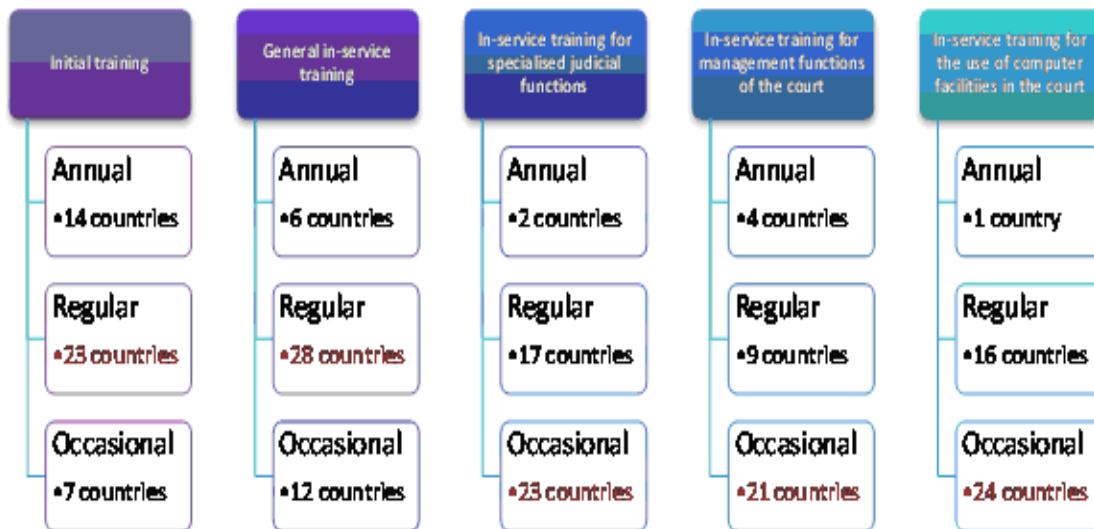 Initial training
Annual
•14 countries
Regular
•23 countries
Occasional
•7 countries
General in-service
training
Annual
•6 countries
Regular
•28 countries
Occasional
•12 countries
In-service training for
specialised judicial
functions
Annual
•2 countries
Regular
•17 countries
Occasional
•23 countries
In-service training for
management functions
of the court
Annual
•4 countries
Regular
•9 countries
Occasional
•21 countries
In-service training for
the use of computer
facilitiies in the court
Annual
•1 country
Regular
•16 countries
Occasional
•24 countries